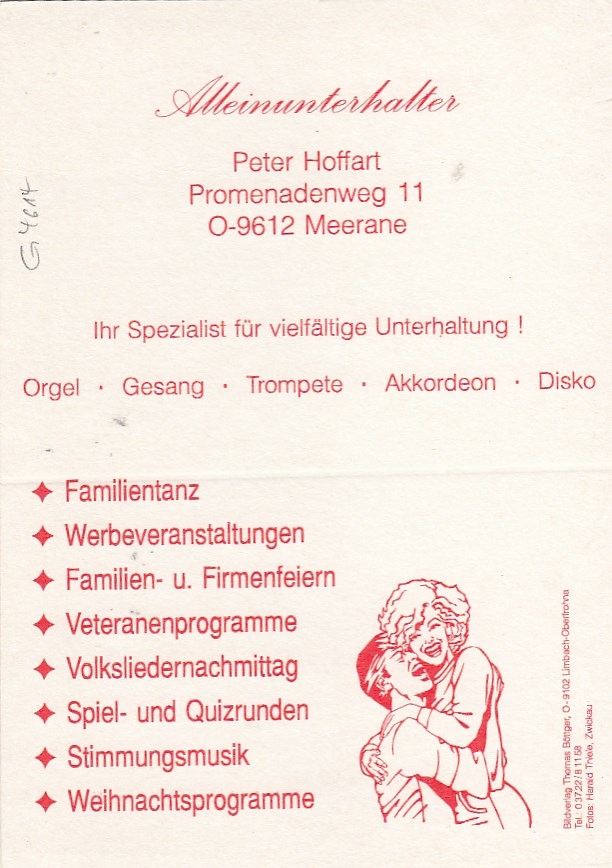 Alleinunterhalter
Peter Hoffart
Promenadenweg 11
O-9612 Meerane
G 4614
Ihr Spezialist für vielfältige Unterhaltung !
Orgel · Gesang · Trompete · Akkordeon · Disko
✦ Familientanz
✦ Werbeveranstaltungen
✦ Familien- u. Firmenfeiern
✦ Veteranenprogramme
✦ Volksliedernachmittag
✦ Spiel- und Quizrunden
✦ Stimmungsmusik
✦ Weihnachtsprogramme
Bildverlag Thomas Böttger, O-9102 Limbach-Oberfrohna
Tel.: 03722/81158
Fotos: Harald Thiele, Zwickau